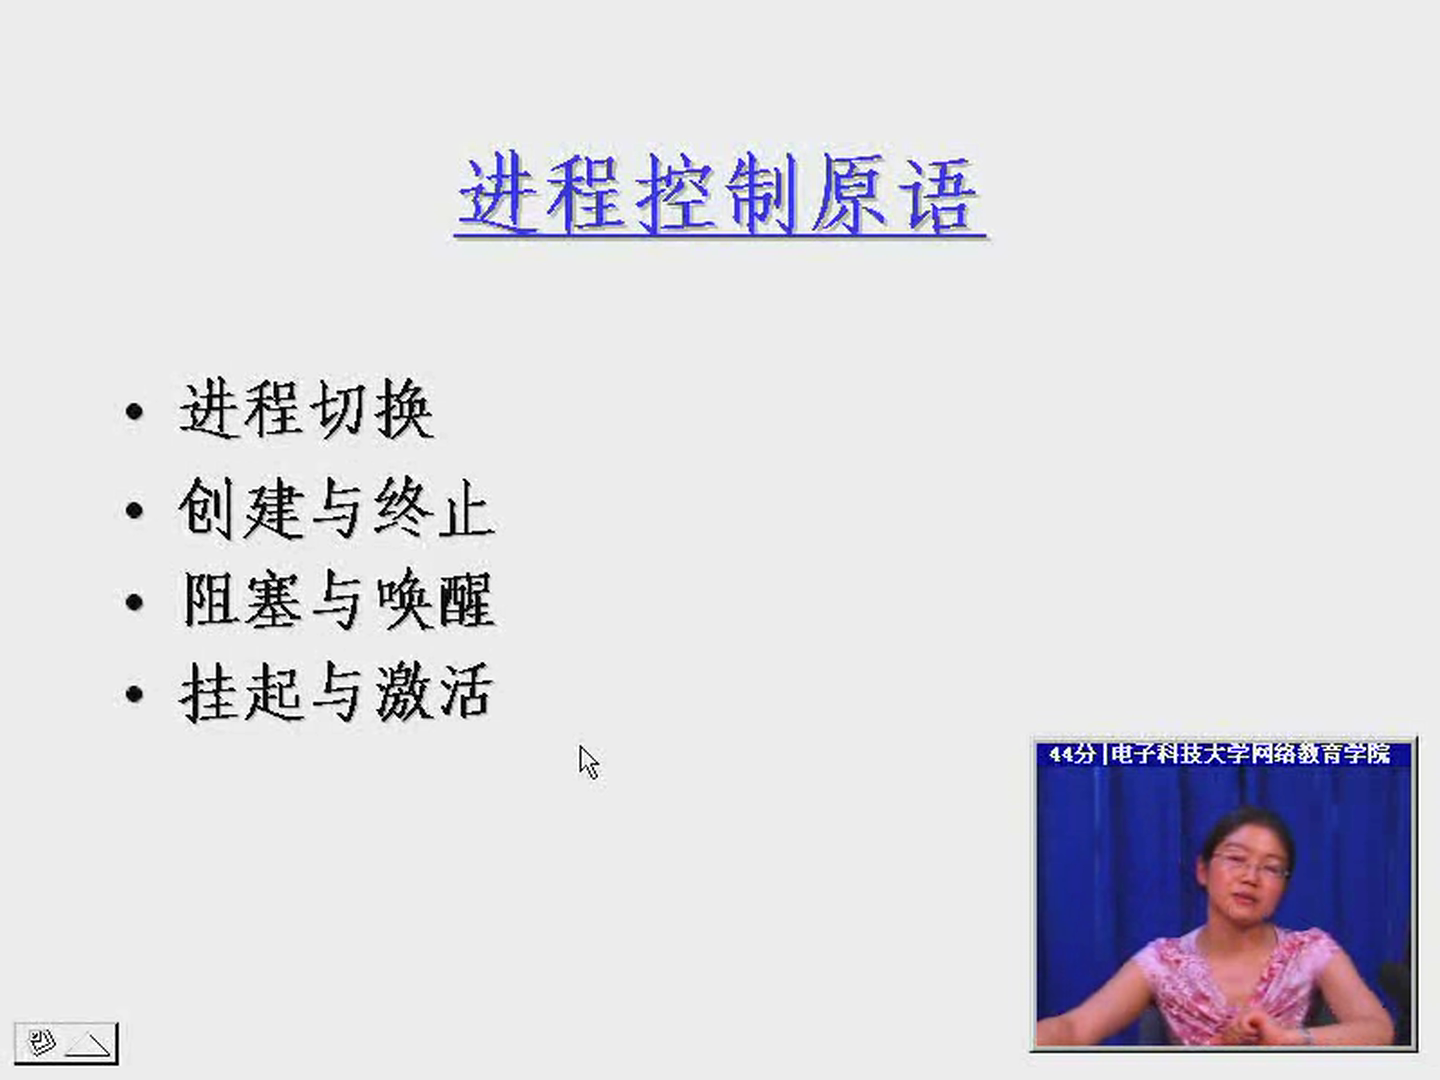 进程控制原语
• 进程切换
• 创建与终止
• 阻塞与唤醒
• 挂起与激活
44分|电子科技大学网络教育学院